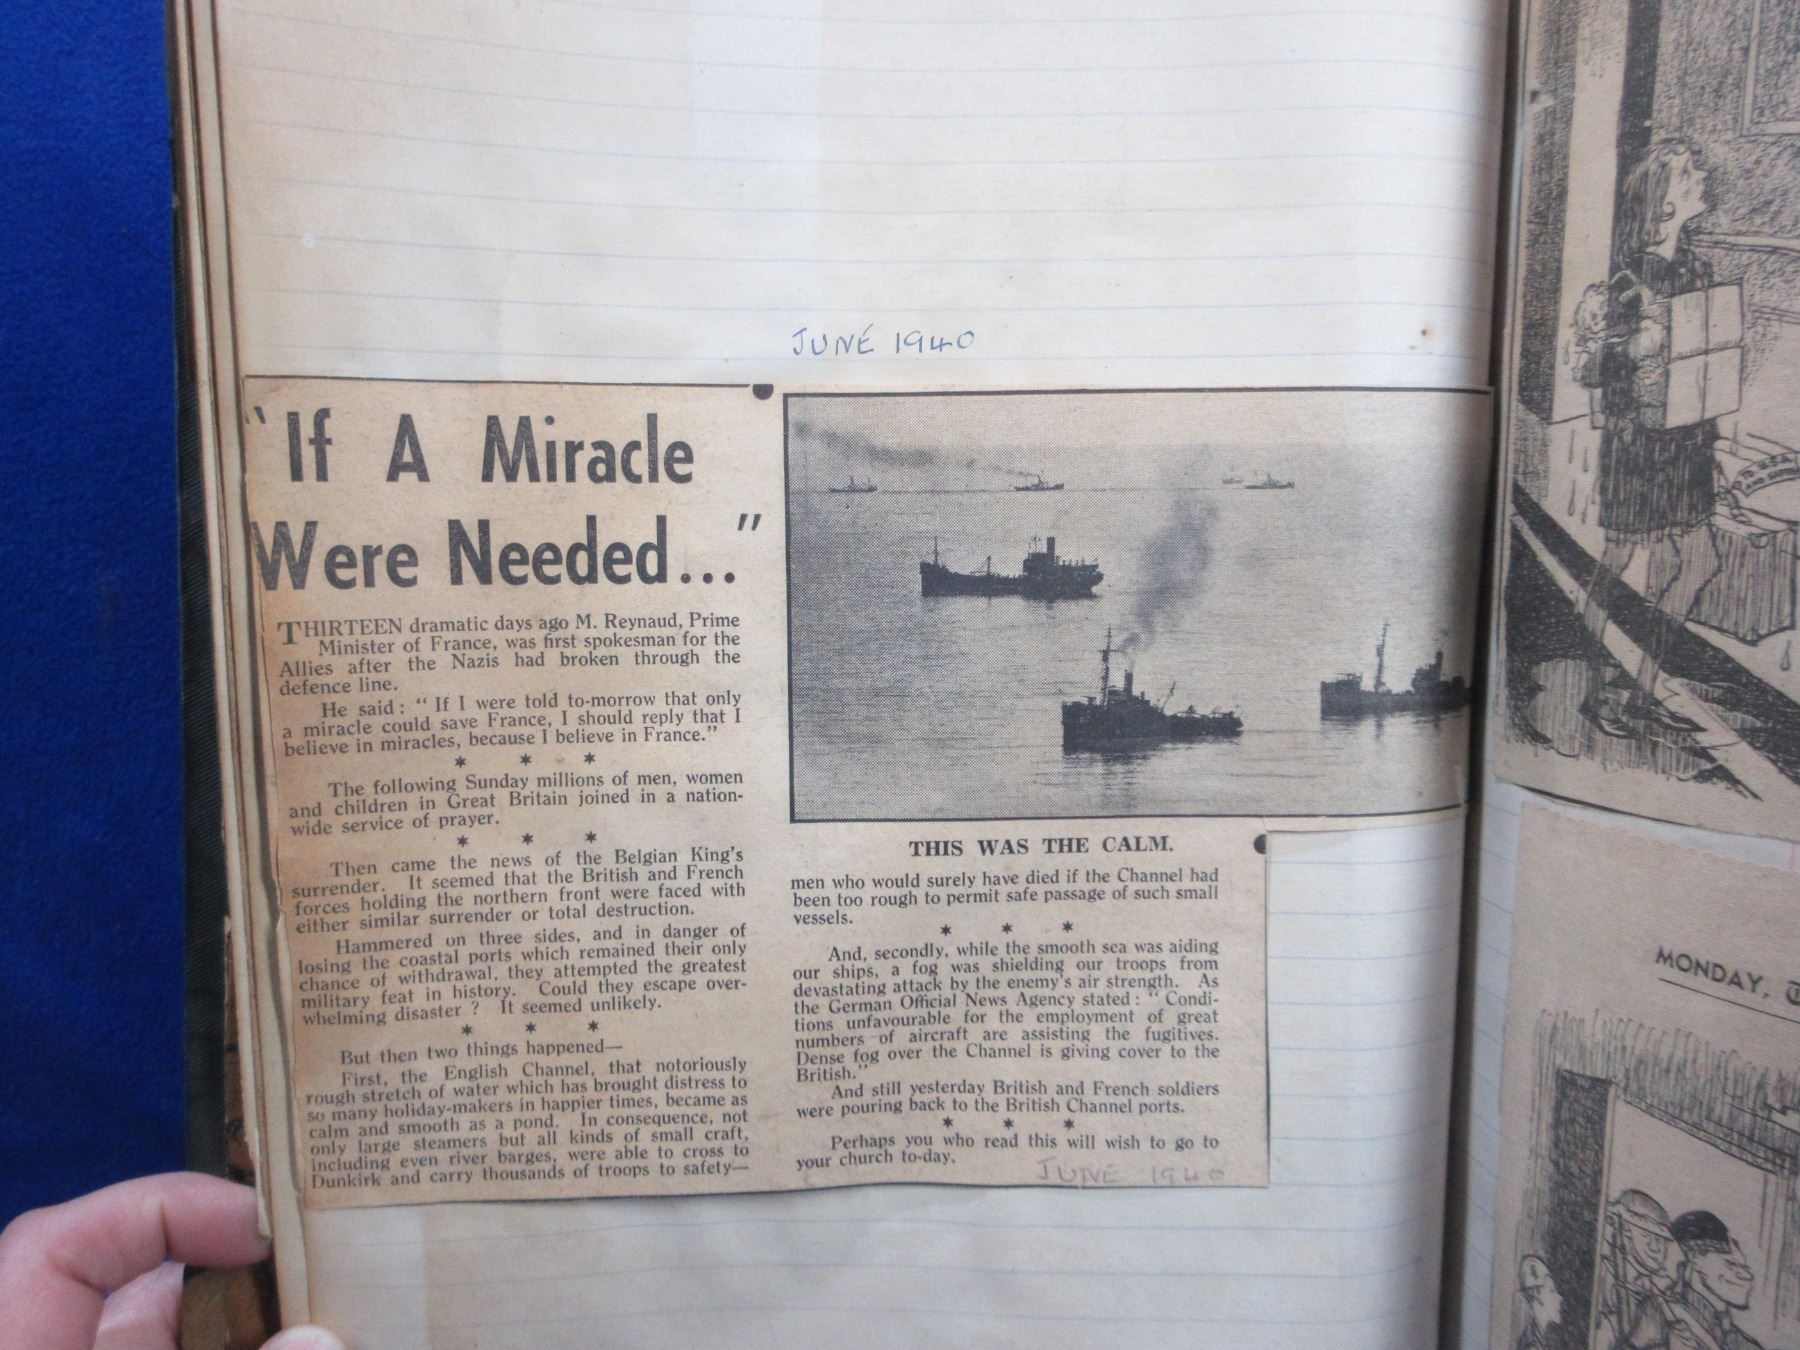 JUNE 1940
"If A Miracle
Were Needed..."
THIRTEEN dramatic days ago M. Reynaud, Prime
Minister of France, was first spokesman for the
Allies after the Nazis had broken through the
defence line.
He said: "If I were told to-morrow that only
a miracle could save France, I should reply that I
believe in miracles, because I believe in France."
* * *
The following Sunday millions of men, women
and children in Great Britain joined in a nation-
wide service of prayer.
* * *
Then came the news of the Belgian King's
surrender. It seemed that the British and French
forces holding the northern front were faced with
either similar surrender or total destruction.
Hammered on three sides, and in danger of
losing the coastal ports which remained their only
chance of withdrawal, they attempted the greatest
military feat in history. Could they escape over-
whelming disaster? It seemed unlikely.
* * *
But then two things happened—
First, the English Channel, that notoriously
rough stretch of water which has brought distress to
so many holiday-makers in happier times, became as
calm and smooth as a pond. In consequence, not
only large steamers but all kinds of small craft,
including even river barges, were able to cross to
Dunkirk and carry thousands of troops to safety—
THIS WAS THE CALM.
men who would surely have died if the Channel had
been too rough to permit safe passage of such small
vessels.
* * *
And, secondly, while the smooth sea was aiding
our ships, a fog was shielding our troops from
devastating attack by the enemy's air strength. As
the German Official News Agency stated: "Condi-
tions unfavourable for the employment of great
numbers of aircraft are assisting the fugitives.
Dense fog over the Channel is giving cover to the
British."
And still yesterday British and French soldiers
were pouring back to the British Channel ports.
* * *
Perhaps you who read this will wish to go to
your church to-day.
JUNE 1940
U.S.A.
MONDAY,